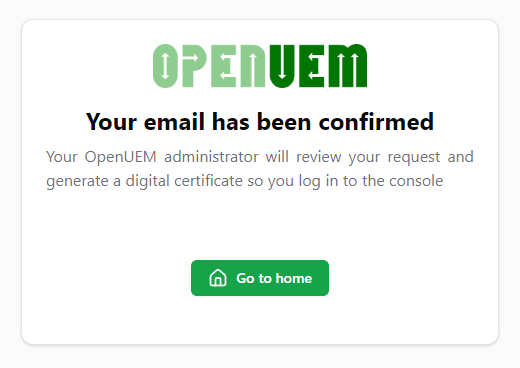 OPENUEM
Your email has been confirmed
Your OpenUEM administrator will review your request and
generate a digital certificate so you log in to the console
Go to home